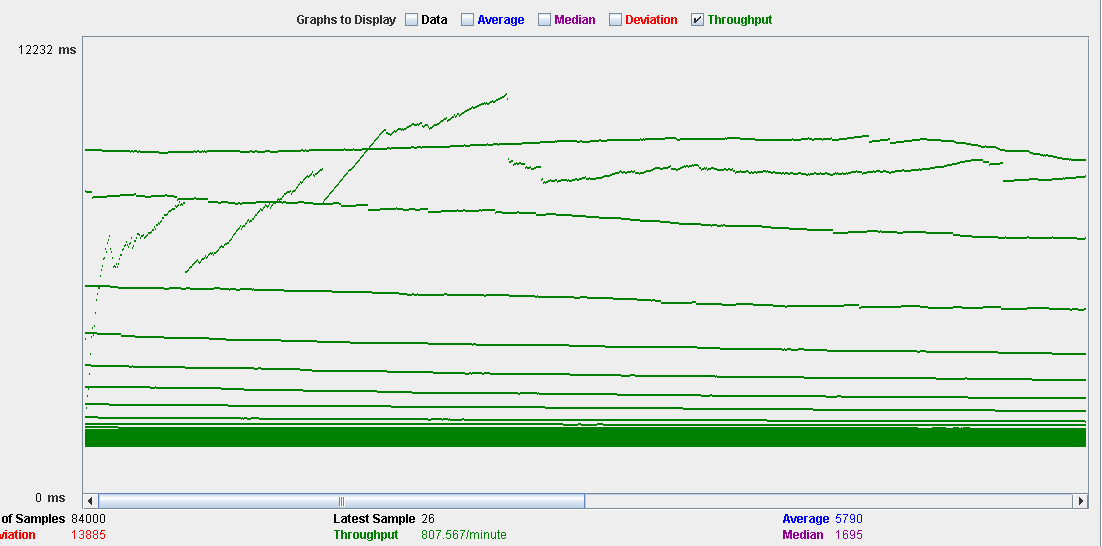 Graphs to Display Data Average Median Deviation Throughput
12232 ms
0 ms
of Samples 84000 Latest Sample 26 Average 5790
viation 13885 Throughput 807.567/minute Median 1695